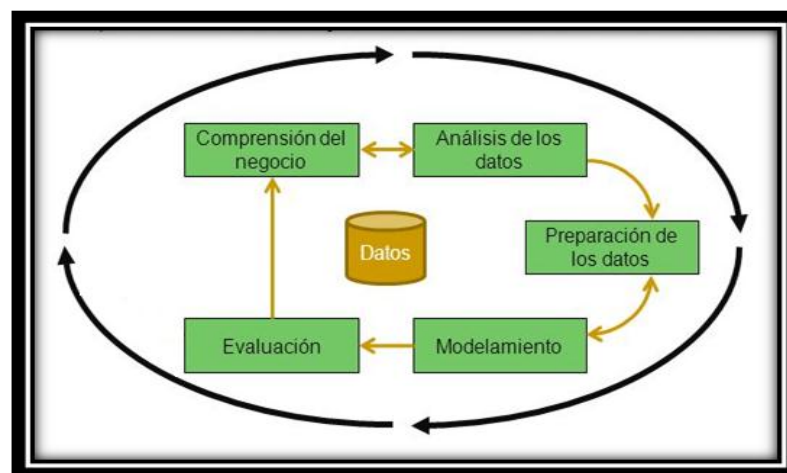 Comprensión del
negocio
Análisis de los
datos
Datos
Preparación de
los datos
Evaluación
Modelamiento